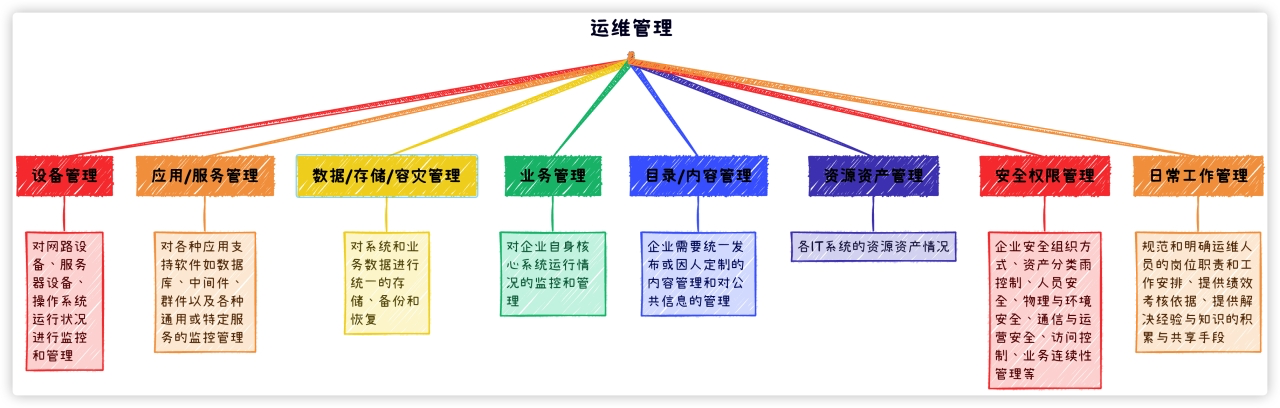 运维管理
设备管理
应用/服务管理
数据/存储/容灾管理
业务管理
目录/内容管理
资源资产管理
安全权限管理
日常工作管理
对网路设
备、服务
器设备、
操作系统
运行状况
进行监控
和管理
对各种应用支
持软件如数据
库、中间件、
群件以及各种
通用或特定服
务的监控管理
对系统和业
务数据进行
统一的存
储、备份和
恢复
对企业自身核
心系统运行情
况的监控和管
理
企业需要统一发
布或因人定制的
内容管理和对公
共信息的管理
各IT系统的资源资产情况
企业安全组织方
式、资产分类雨
控制、人员安
全、物理与环境
安全、通信与运
营安全、访问控
制、业务连续性
管理等
规范和明确运维人
员的岗位职责和工
作安排、提供绩效
考核依据、提供解
决经验与知识的积
累与共享手段